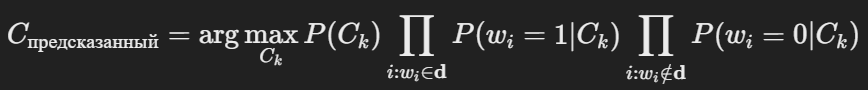 C_предсказанный = arg max_{C_k} P(C_k) ∏_{i:w_i∈d} P(w_i = 1|C_k) ∏_{i:w_i∉d} P(w_i = 0|C_k)